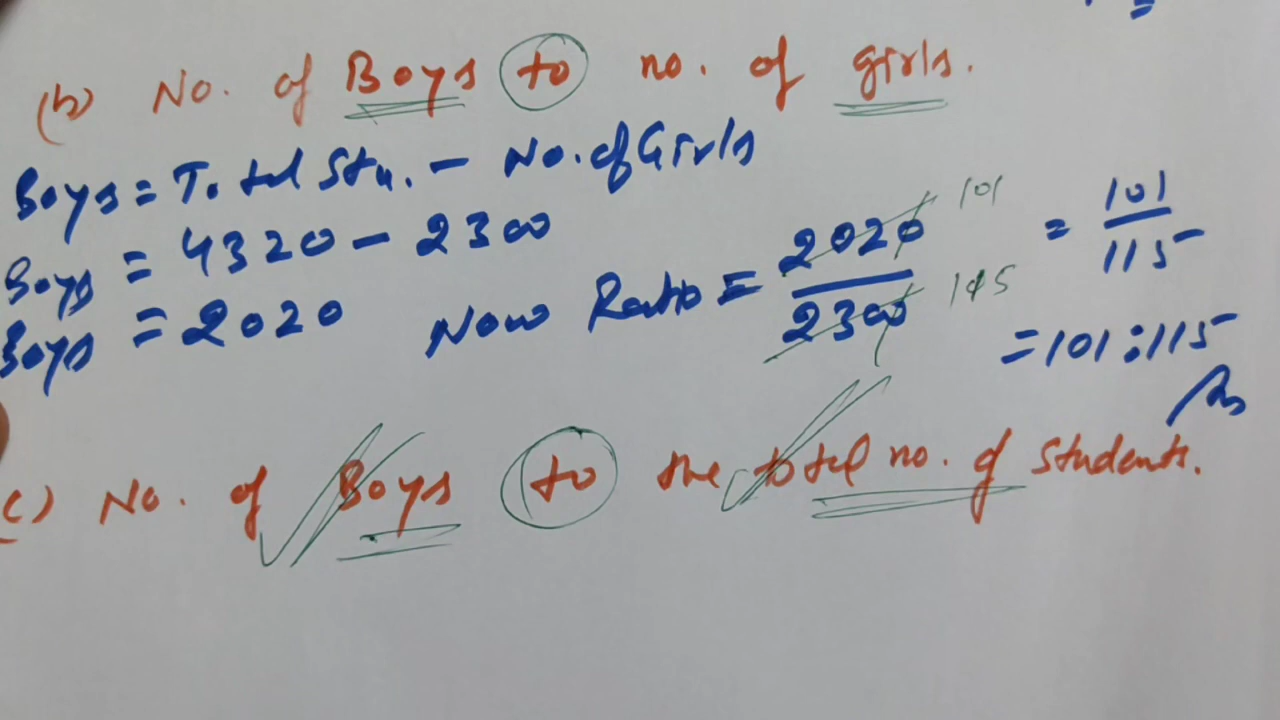 (b) No. of Boys to no. of girls.
Boys = Total Stu. - No. of Girls
Boys = 4320 - 2300
Boys = 2020 Now Ratio = 2020/2300 101 115 = 101/115
= 101:115
Ans
(c) No. of Boys to the total no. of students.